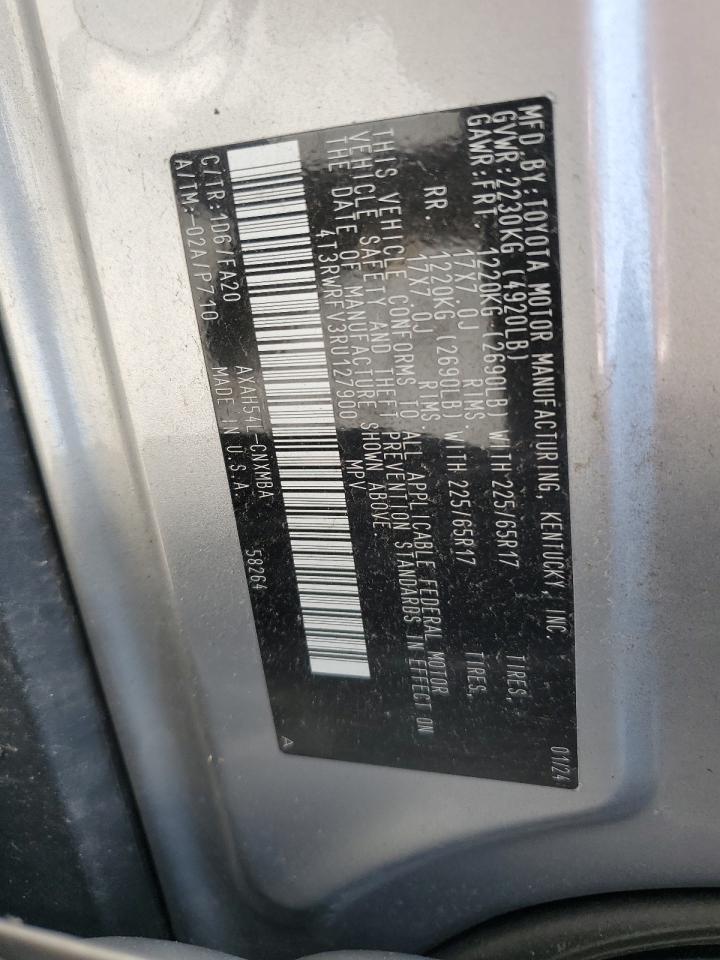 MFD.BY:TOYOTA MOTOR MANUFACTURING, KENTUCKY, INC 01/24
GVWR:2230KG(4920LB)
GAWR:FRT 1220KG(2690LB) WITH 225/65R17 TIRES,
17X7.0J RIMS.
RR. 1220KG(2690LB) WITH 225/65R17 TIRES,
17X7.0J RIMS.
THIS VEHICLE CONFORMS TO ALL APPLICABLE FEDERAL MOTOR
VEHICLE SAFETY AND THEFT PREVENTION STANDARDS IN EFFECT ON
THE DATE OF MANUFACTURE SHOWN ABOVE.
4T3RWRFV3RU127900 MPV
C/TR:1D6 /FA20 AXAH54L-CNXMBA 58264
A/TM:-02A /P710 MADE IN U.S.A. A